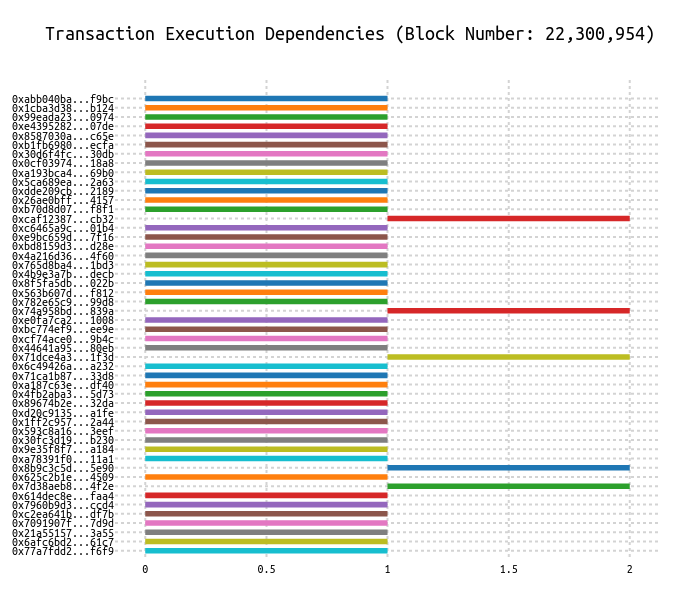 Transaction Execution Dependencies (Block Number: 22,300,954)
0xabb040ba...f9bc
0x1cba3d38...b124
0x99eada23...0974
0xe4395282...07de
0x8587030a...c65e
0xb1fb6980...ecfa
0x30d6f4fc...30db
0x0cf03974...18a8
0xa193bca4...69b0
0x5ca689ea...2a63
0xdde209cb...2189
0x26ae0bff...4157
0xb70d8d07...f8f1
0xcaf12387...cb32
0xc6465a9c...01b4
0xe9bc659d...7f16
0xbd8159d3...d28e
0x4a216d36...4f60
0x765d8ba4...1bd3
0x4b9e3a7b...decb
0x8f5fa5db...022b
0x563b607d...f812
0x782e65c9...99d8
0x74a958bd...839a
0xe0fa7ca2...1008
0xbc774ef9...ee9e
0xcf74ace0...9b4c
0x44641a95...80eb
0x71dce4a3...1f3d
0x6c49426a...a232
0x71ca1b87...33d8
0xa187c63e...df40
0x4fb2aba3...5d73
0x89674b2e...32da
0xd20c9135...a1fe
0x1ff2c957...2a44
0x593c8a16...3eef
0x30fc3d19...b230
0x9e35f8f7...a184
0xa78391f0...11a1
0x8b9c3c5d...5e90
0x625c2b1e...4509
0x7d38aeb8...4f2e
0x614dec8e...faa4
0x7960b9d3...ccd4
0xc2ea641b...df7b
0x7091907f...7d9d
0x21a55157...3a55
0x6afc6bd2...61c7
0x77a7fdd2...f6f9
0 0.5 1 1.5 2